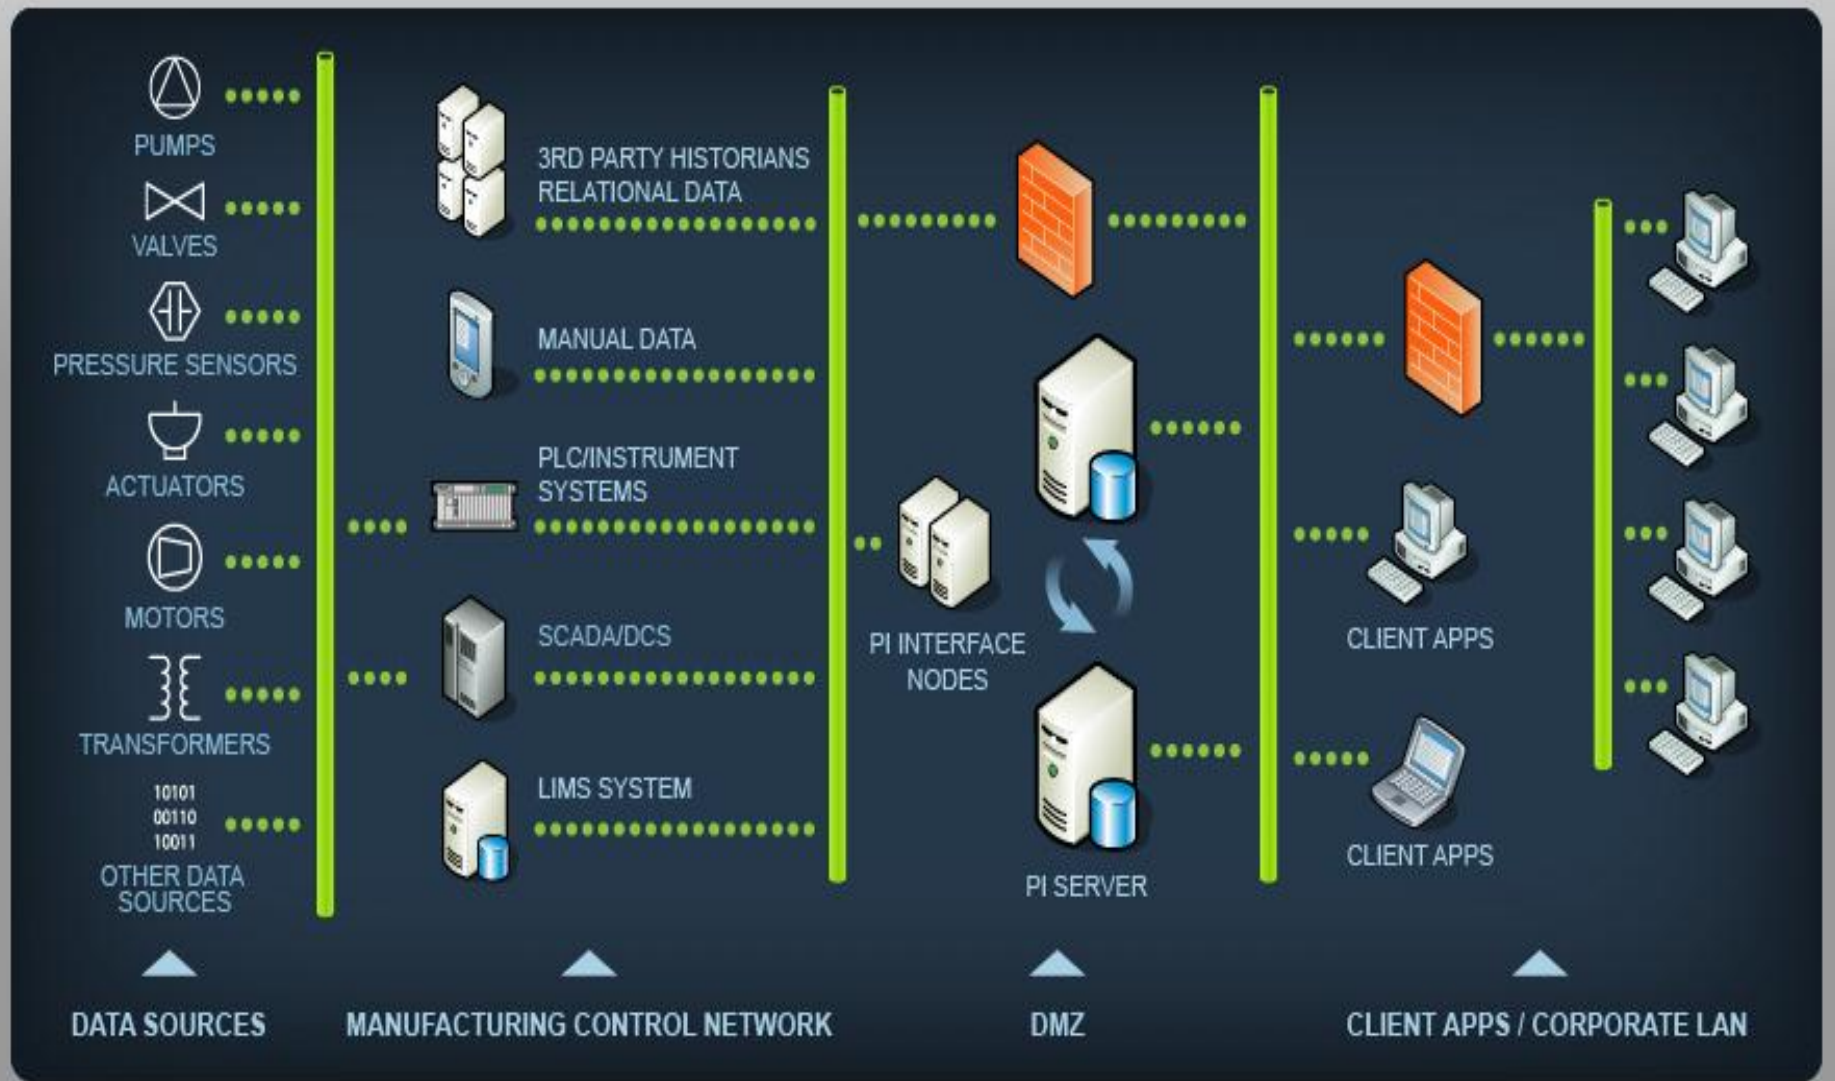 PUMPS
VALVES
PRESSURE SENSORS
ACTUATORS
MOTORS
TRANSFORMERS
10101
00110
10011
OTHER DATA
SOURCES
3RD PARTY HISTORIANS
RELATIONAL DATA
MANUAL DATA
PLC/INSTRUMENT
SYSTEMS
SCADA/DCS
LIMS SYSTEM
PI INTERFACE
NODES
PI SERVER
CLIENT APPS
CLIENT APPS
DATA SOURCES
MANUFACTURING CONTROL NETWORK
DMZ
CLIENT APPS / CORPORATE LAN